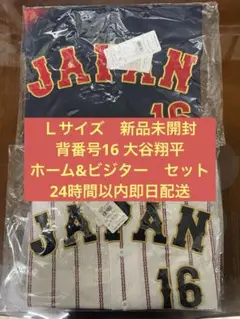 JAPAN
16
Lサイズ 新品未開封
背番号16 大谷翔平
ホーム&ビジター セット
24時間以内即日配送
JAPAN
16